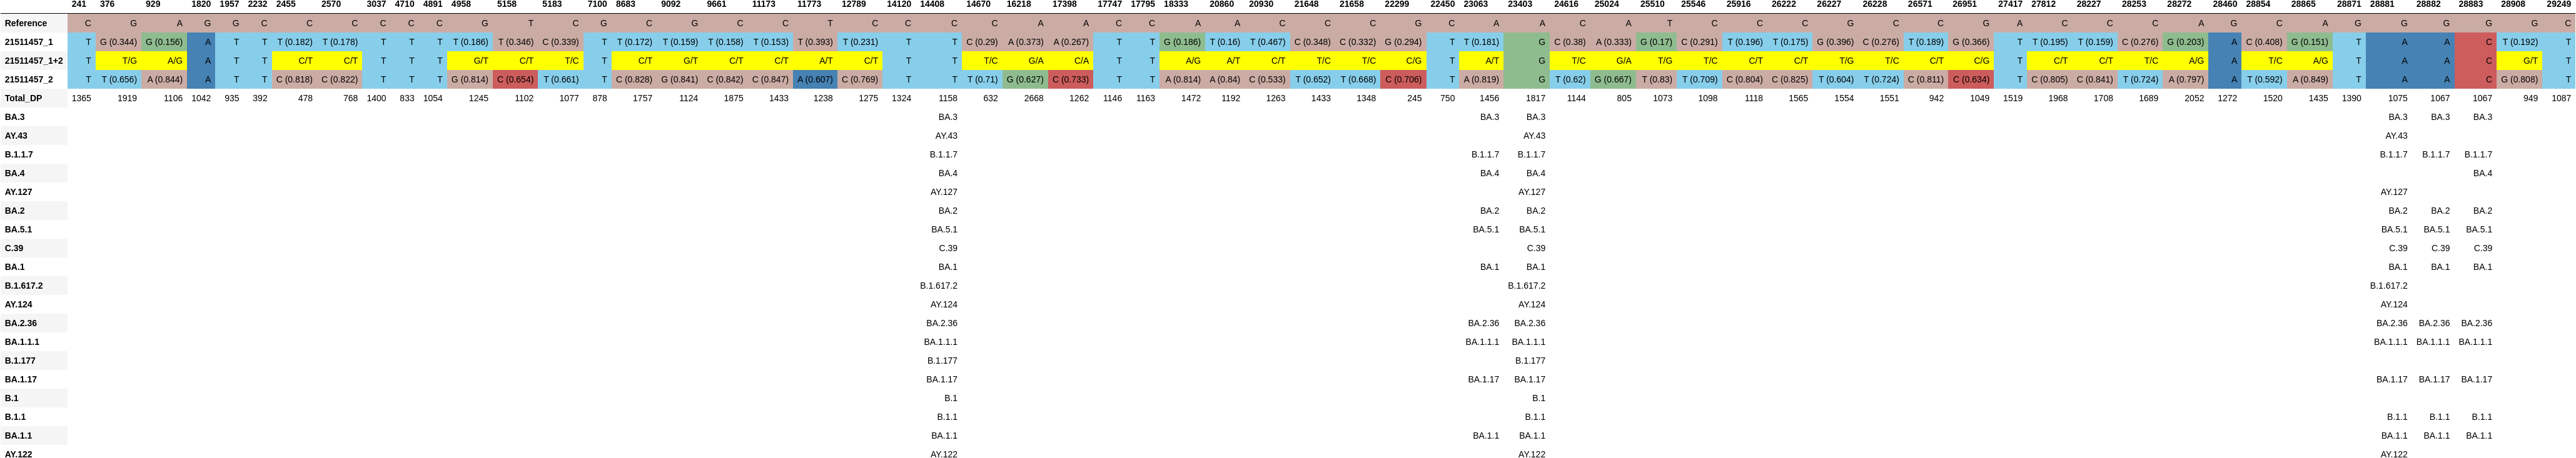 241 376 929 1820 1957 2232 2455 2570 3037 4710 4891 4958 5158 5183 7100 8683 9092 9661 11173 11773 12789 14120 14408 14670 16218 17398 17747 17795 18333 20860 20930 21648 21658 22299 22450 23063 23403 24616 25024 25510 25546 25916 26222 26227 26228 26571 26951 27417 27812 28227 28253 28272 28460 28854 28865 28871 28881 28882 28883 28908 29249
Reference C G A G G C C C C C C G T C C C G C C T C C C C A A C C A A C C C G C A A C A T C C C G C C G A C C C A G C A G G G G G C
21511457_1 T G (0.344) G (0.156) A T T T (0.182) T (0.178) T T T T (0.186) T (0.346) C (0.339) T T (0.172) T (0.159) T (0.158) T (0.153) T (0.393) T (0.231) T T C (0.29) A (0.373) A (0.267) T T G (0.186) T (0.16) T (0.467) C (0.348) C (0.332) G (0.294) T T (0.181) G C (0.38) A (0.333) G (0.17) C (0.291) T (0.196) T (0.175) G (0.396) C (0.276) T (0.189) G (0.366) T T (0.195) T (0.159) C (0.276) G (0.203) A C (0.408) G (0.151) T A A C T (0.192) T
21511457_1+2 T T/G A/G A T T C/T C/T T T T G/T C/T T/C T C/T G/T C/T C/T A/T C/T T T T/C G/A C/A T T A/G A/T C/T T/C T/C C/G T A/T G T/C G/A T/G T/C C/T C/T T/G T/C C/T C/G T C/T C/T T/C A/G A T/C A/G T A A C G/T T
21511457_2 T T (0.656) A (0.844) A T T C (0.818) C (0.822) T T T G (0.814) C (0.654) T (0.661) T C (0.828) G (0.841) C (0.842) C (0.847) A (0.607) C (0.769) T T T (0.71) G (0.627) C (0.733) T T A (0.814) A (0.84) C (0.533) T (0.652) T (0.668) C (0.706) T A (0.819) G T (0.62) G (0.667) T (0.83) T (0.709) C (0.804) C (0.825) T (0.604) T (0.724) C (0.811) C (0.634) T C (0.805) C (0.841) T (0.724) A (0.797) A T (0.592) A (0.849) T A A C G (0.808) T
Total_DP 1365 1919 1106 1042 935 392 478 768 1400 833 1054 1245 1102 1077 878 1757 1124 1875 1433 1238 1275 1324 1158 632 2668 1262 1146 1163 1472 1192 1263 1433 1348 245 750 1456 1817 1144 805 1073 1098 1118 1565 1554 1551 942 1049 1519 1968 1708 1689 2052 1272 1520 1435 1390 1075 1067 1067 949 1087
BA.3 BA.3 BA.3 BA.3 BA.3 BA.3 BA.3
AY.43 AY.43 AY.43 AY.43
B.1.1.7 B.1.1.7 B.1.1.7 B.1.1.7 B.1.1.7 B.1.1.7 B.1.1.7
BA.4 BA.4 BA.4 BA.4 BA.4
AY.127 AY.127 AY.127 AY.127
BA.2 BA.2 BA.2 BA.2 BA.2 BA.2 BA.2
BA.5.1 BA.5.1 BA.5.1 BA.5.1 BA.5.1 BA.5.1 BA.5.1
C.39 C.39 C.39 C.39 C.39 C.39
BA.1 BA.1 BA.1 BA.1 BA.1 BA.1 BA.1
B.1.617.2 B.1.617.2 B.1.617.2 B.1.617.2
AY.124 AY.124 AY.124 AY.124
BA.2.36 BA.2.36 BA.2.36 BA.2.36 BA.2.36 BA.2.36 BA.2.36
BA.1.1.1 BA.1.1.1 BA.1.1.1 BA.1.1.1 BA.1.1.1 BA.1.1.1 BA.1.1.1
B.1.177 B.1.177 B.1.177 B.1.177
BA.1.17 BA.1.17 BA.1.17 BA.1.17 BA.1.17 BA.1.17 BA.1.17
B.1 B.1 B.1
B.1.1 B.1.1 B.1.1 B.1.1 B.1.1 B.1.1
BA.1.1 BA.1.1 BA.1.1 BA.1.1 BA.1.1 BA.1.1 BA.1.1
AY.122 AY.122 AY.122 AY.122